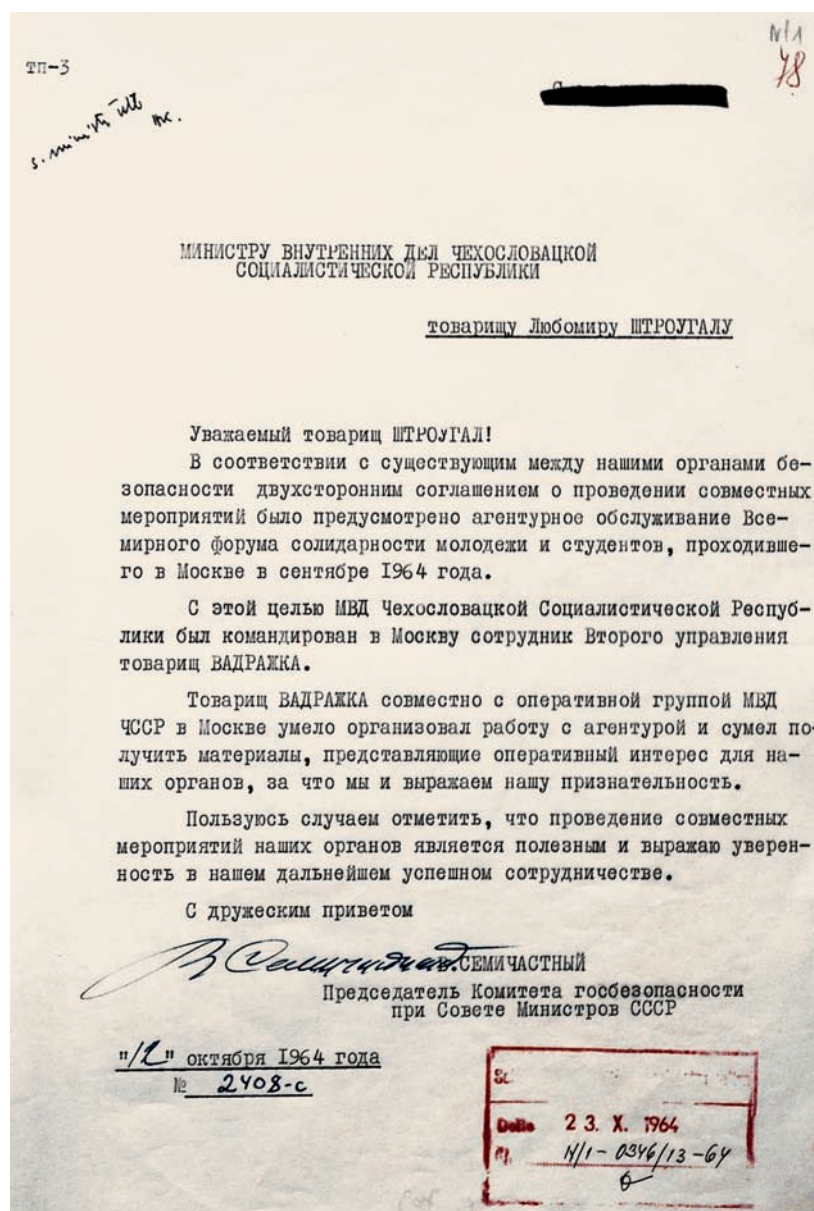 N/1
78
ТП-3
МИНИСТРУ ВНУТРЕННИХ ДЕЛ ЧЕХОСЛОВАЦКОЙ
СОЦИАЛИСТИЧЕСКОЙ РЕСПУБЛИКИ
товарищу Любомиру ШТРОУГАЛУ
Уважаемый товарищ ШТРОУГАЛ!
В соответствии с существующим между нашими органами бе-
зопасности двухсторонним соглашением о проведении совместных
мероприятий было предусмотрено агентурное обслуживание Все-
мирного форума солидарности молодежи и студентов, проходивше-
го в Москве в сентябре 1964 года.
С этой целью МВД Чехословацкой Социалистической Респуб-
лики был командирован в Москву сотрудник Второго управления
товарищ ВАДРАЖКА.
Товарищ ВАДРАЖКА совместно с оперативной группой МВД
ЧССР в Москве умело организовал работу с агентурой и сумел по-
лучить материалы, представляющие оперативный интерес для на-
ших органов, за что мы и выражаем нашу признательность.
Пользуюсь случаем отметить, что проведение совместных
мероприятий наших органов является полезным и выражаю уверен-
ность в нашем дальнейшем успешном сотрудничестве.
С дружеским приветом
В.СЕМИЧАСТНЫЙ
Председатель Комитета госбезопасности
при Совете Министров СССР
"12" октября 1964 года
№ 2408-с
Došlo 23. X. 1964
N/1-0346/13-64